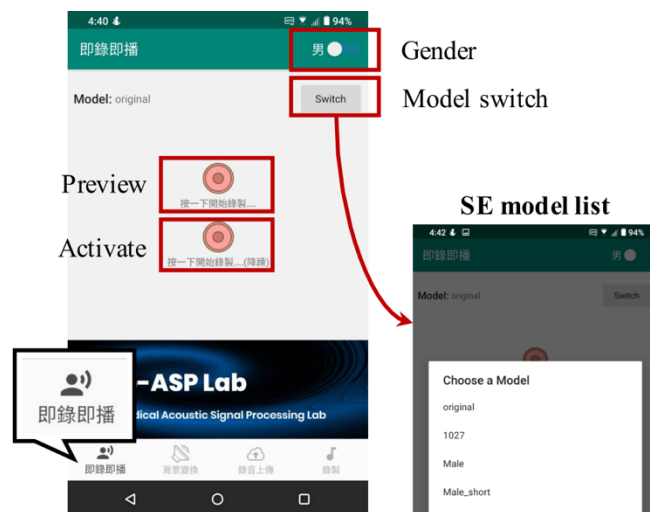 4:40
94%
即錄即播
男
Gender
Model: original
Switch
Model switch
Preview
按一下開始錄製....
Activate
按一下開始錄製....(降躁)
SE model list
4:42
94%
即錄即播
男
Model: original
Switch
Choose a Model
original
1027
Male
Male_short
-ASP Lab
dical Acoustic Signal Processing Lab
即錄即播
即錄即播
背景變換
錄音上傳
錄製